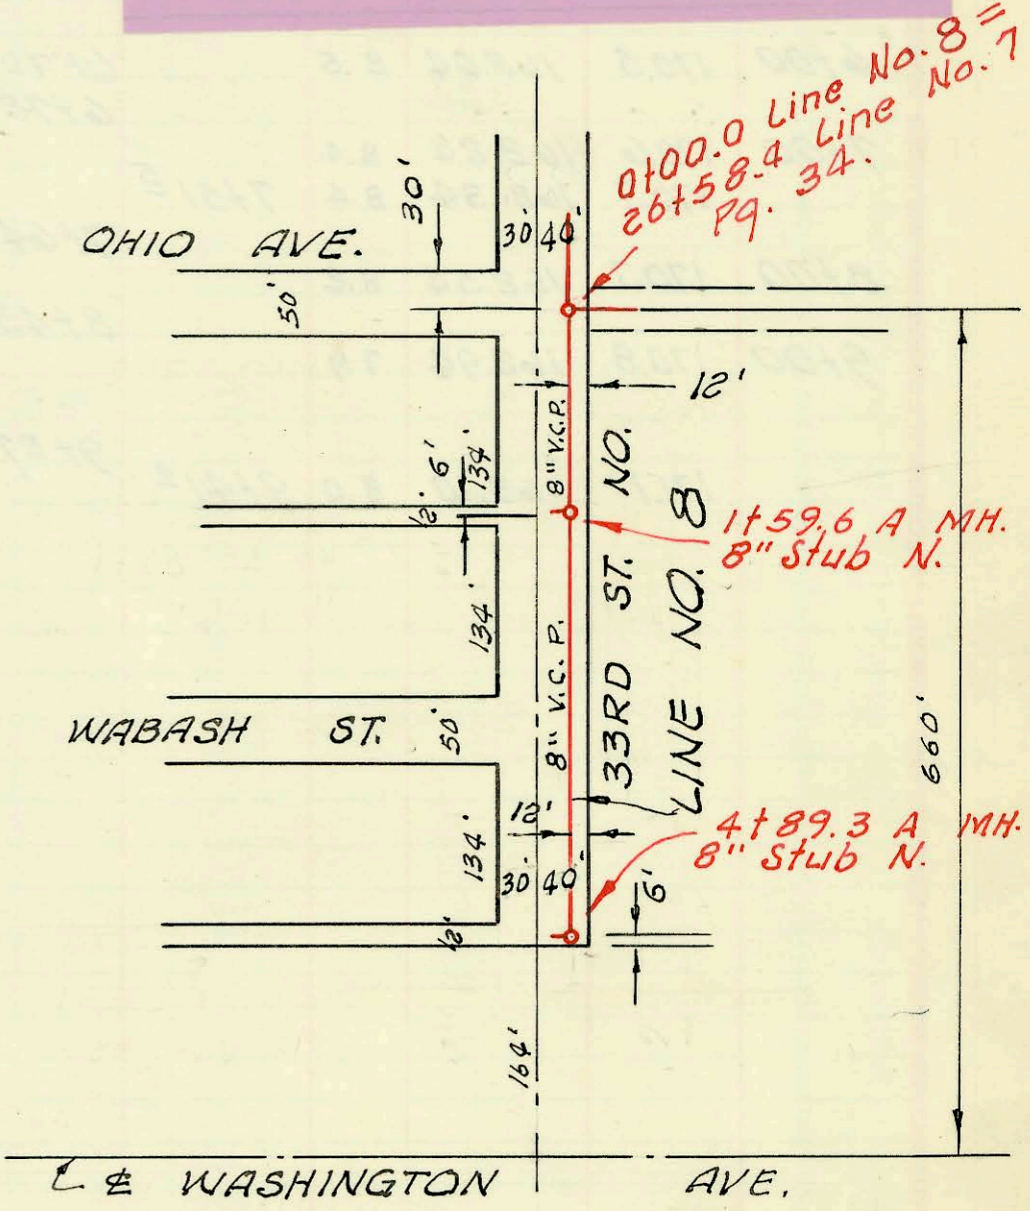 0+00.0 Line No. 8 =
26+58.4 Line No. 7
Pg. 34.
30'
30' 40'
OHIO AVE.
50'
12'
8" V.C.P.
6'
134'
12'
1+59.6 A MH.
8" Stub N.
33RD ST. NO.
LINE NO. 8
134'
8" V.C.P.
WABASH ST.
50'
660'
12'
4+89.3 A MH.
8" Stub N.
134'
30' 40'
6'
12'
164'
℄ WASHINGTON AVE.